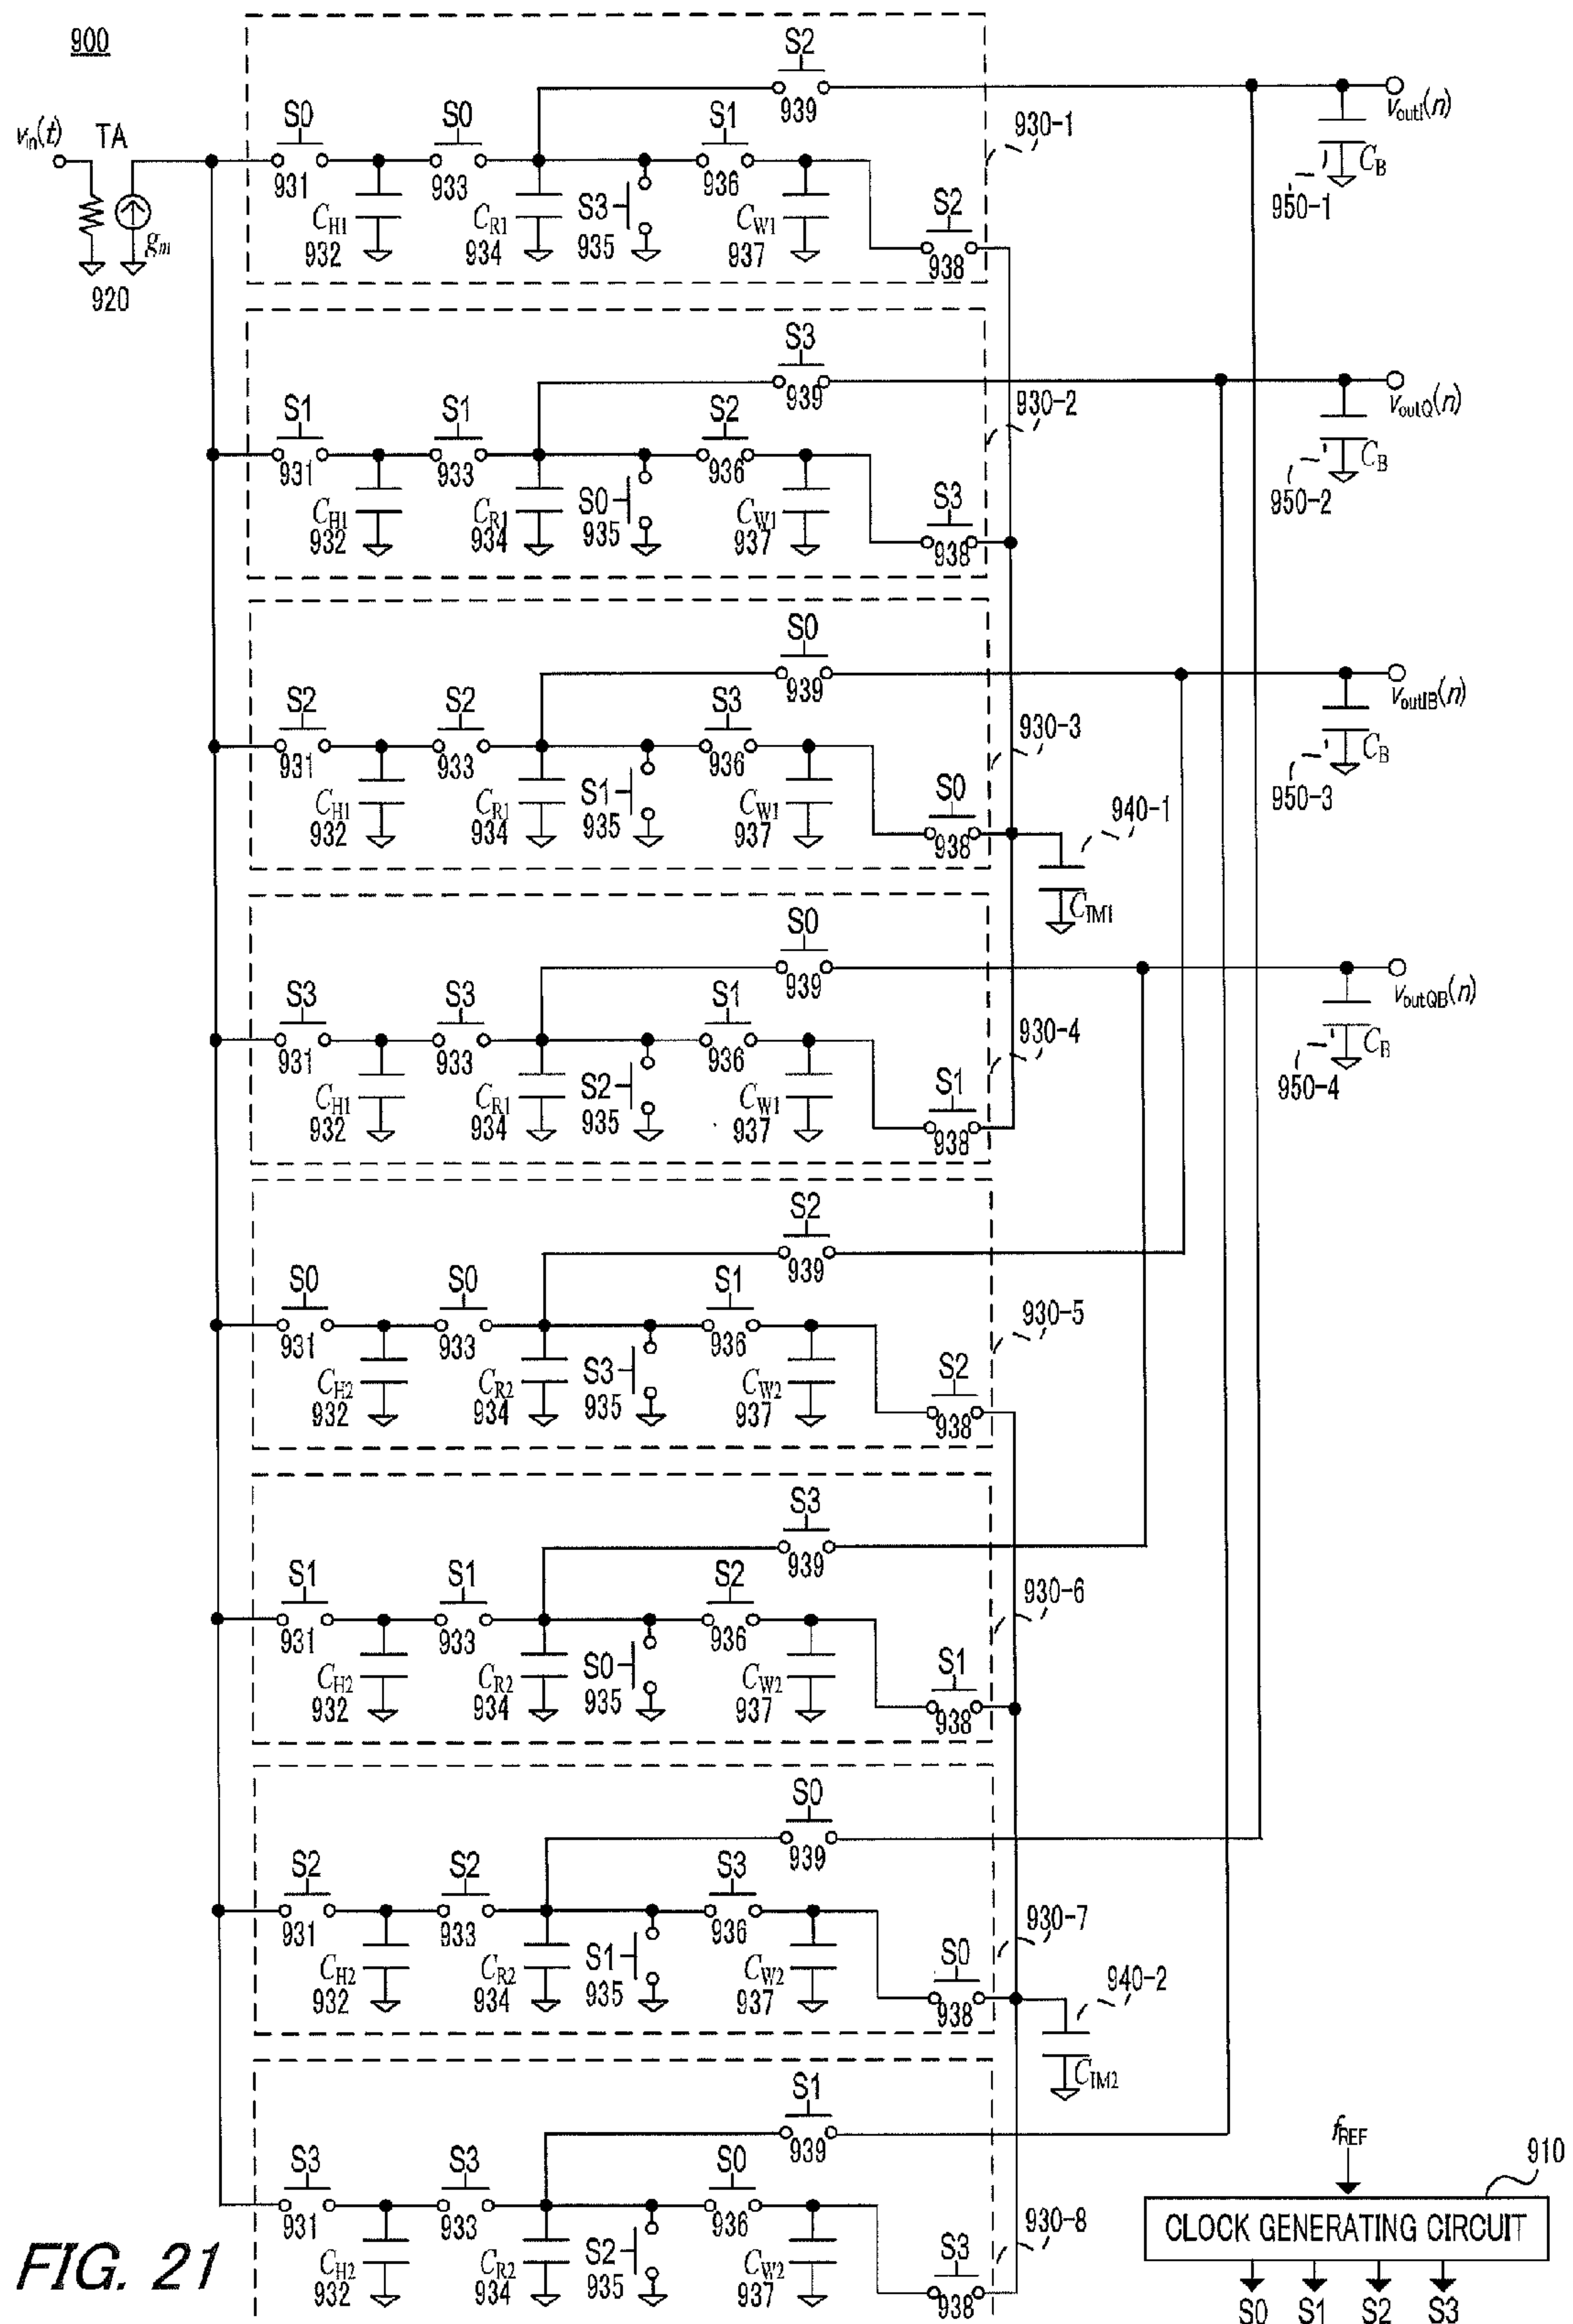 900
vin(t) TA
gm
920
S2
939
S0
931
S0
933
S1
936
CH1
932
CR1
934
S3
935
CW1
937
S2
938
930-1
voutI(n)
CB
950-1
S3
939
S1
931
S1
933
S2
936
CH1
932
CR1
934
S0
935
CW1
937
S3
938
930-2
voutQ(n)
CB
950-2
S0
939
S2
931
S2
933
S3
936
CH1
932
CR1
934
S1
935
CW1
937
S0
938
930-3
940-1
CIM1
voutIB(n)
CB
950-3
S0
939
S3
931
S3
933
S1
936
CH1
932
CR1
934
S2
935
CW1
937
S1
938
930-4
voutQB(n)
CB
950-4
S2
939
S0
931
S0
933
S1
936
CH2
932
CR2
934
S3
935
CW2
937
S2
938
930-5
S3
939
S1
931
S1
933
S2
936
CH2
932
CR2
934
S0
935
CW2
937
S1
938
930-6
S0
939
S2
931
S2
933
S3
936
CH2
932
CR2
934
S1
935
CW2
937
S0
938
930-7
940-2
CIM2
S1
939
S3
931
S3
933
S0
936
CH2
932
CR2
934
S2
935
CW2
937
S3
938
930-8
fREF
910
CLOCK GENERATING CIRCUIT
S0 S1 S2 S3
FIG. 21